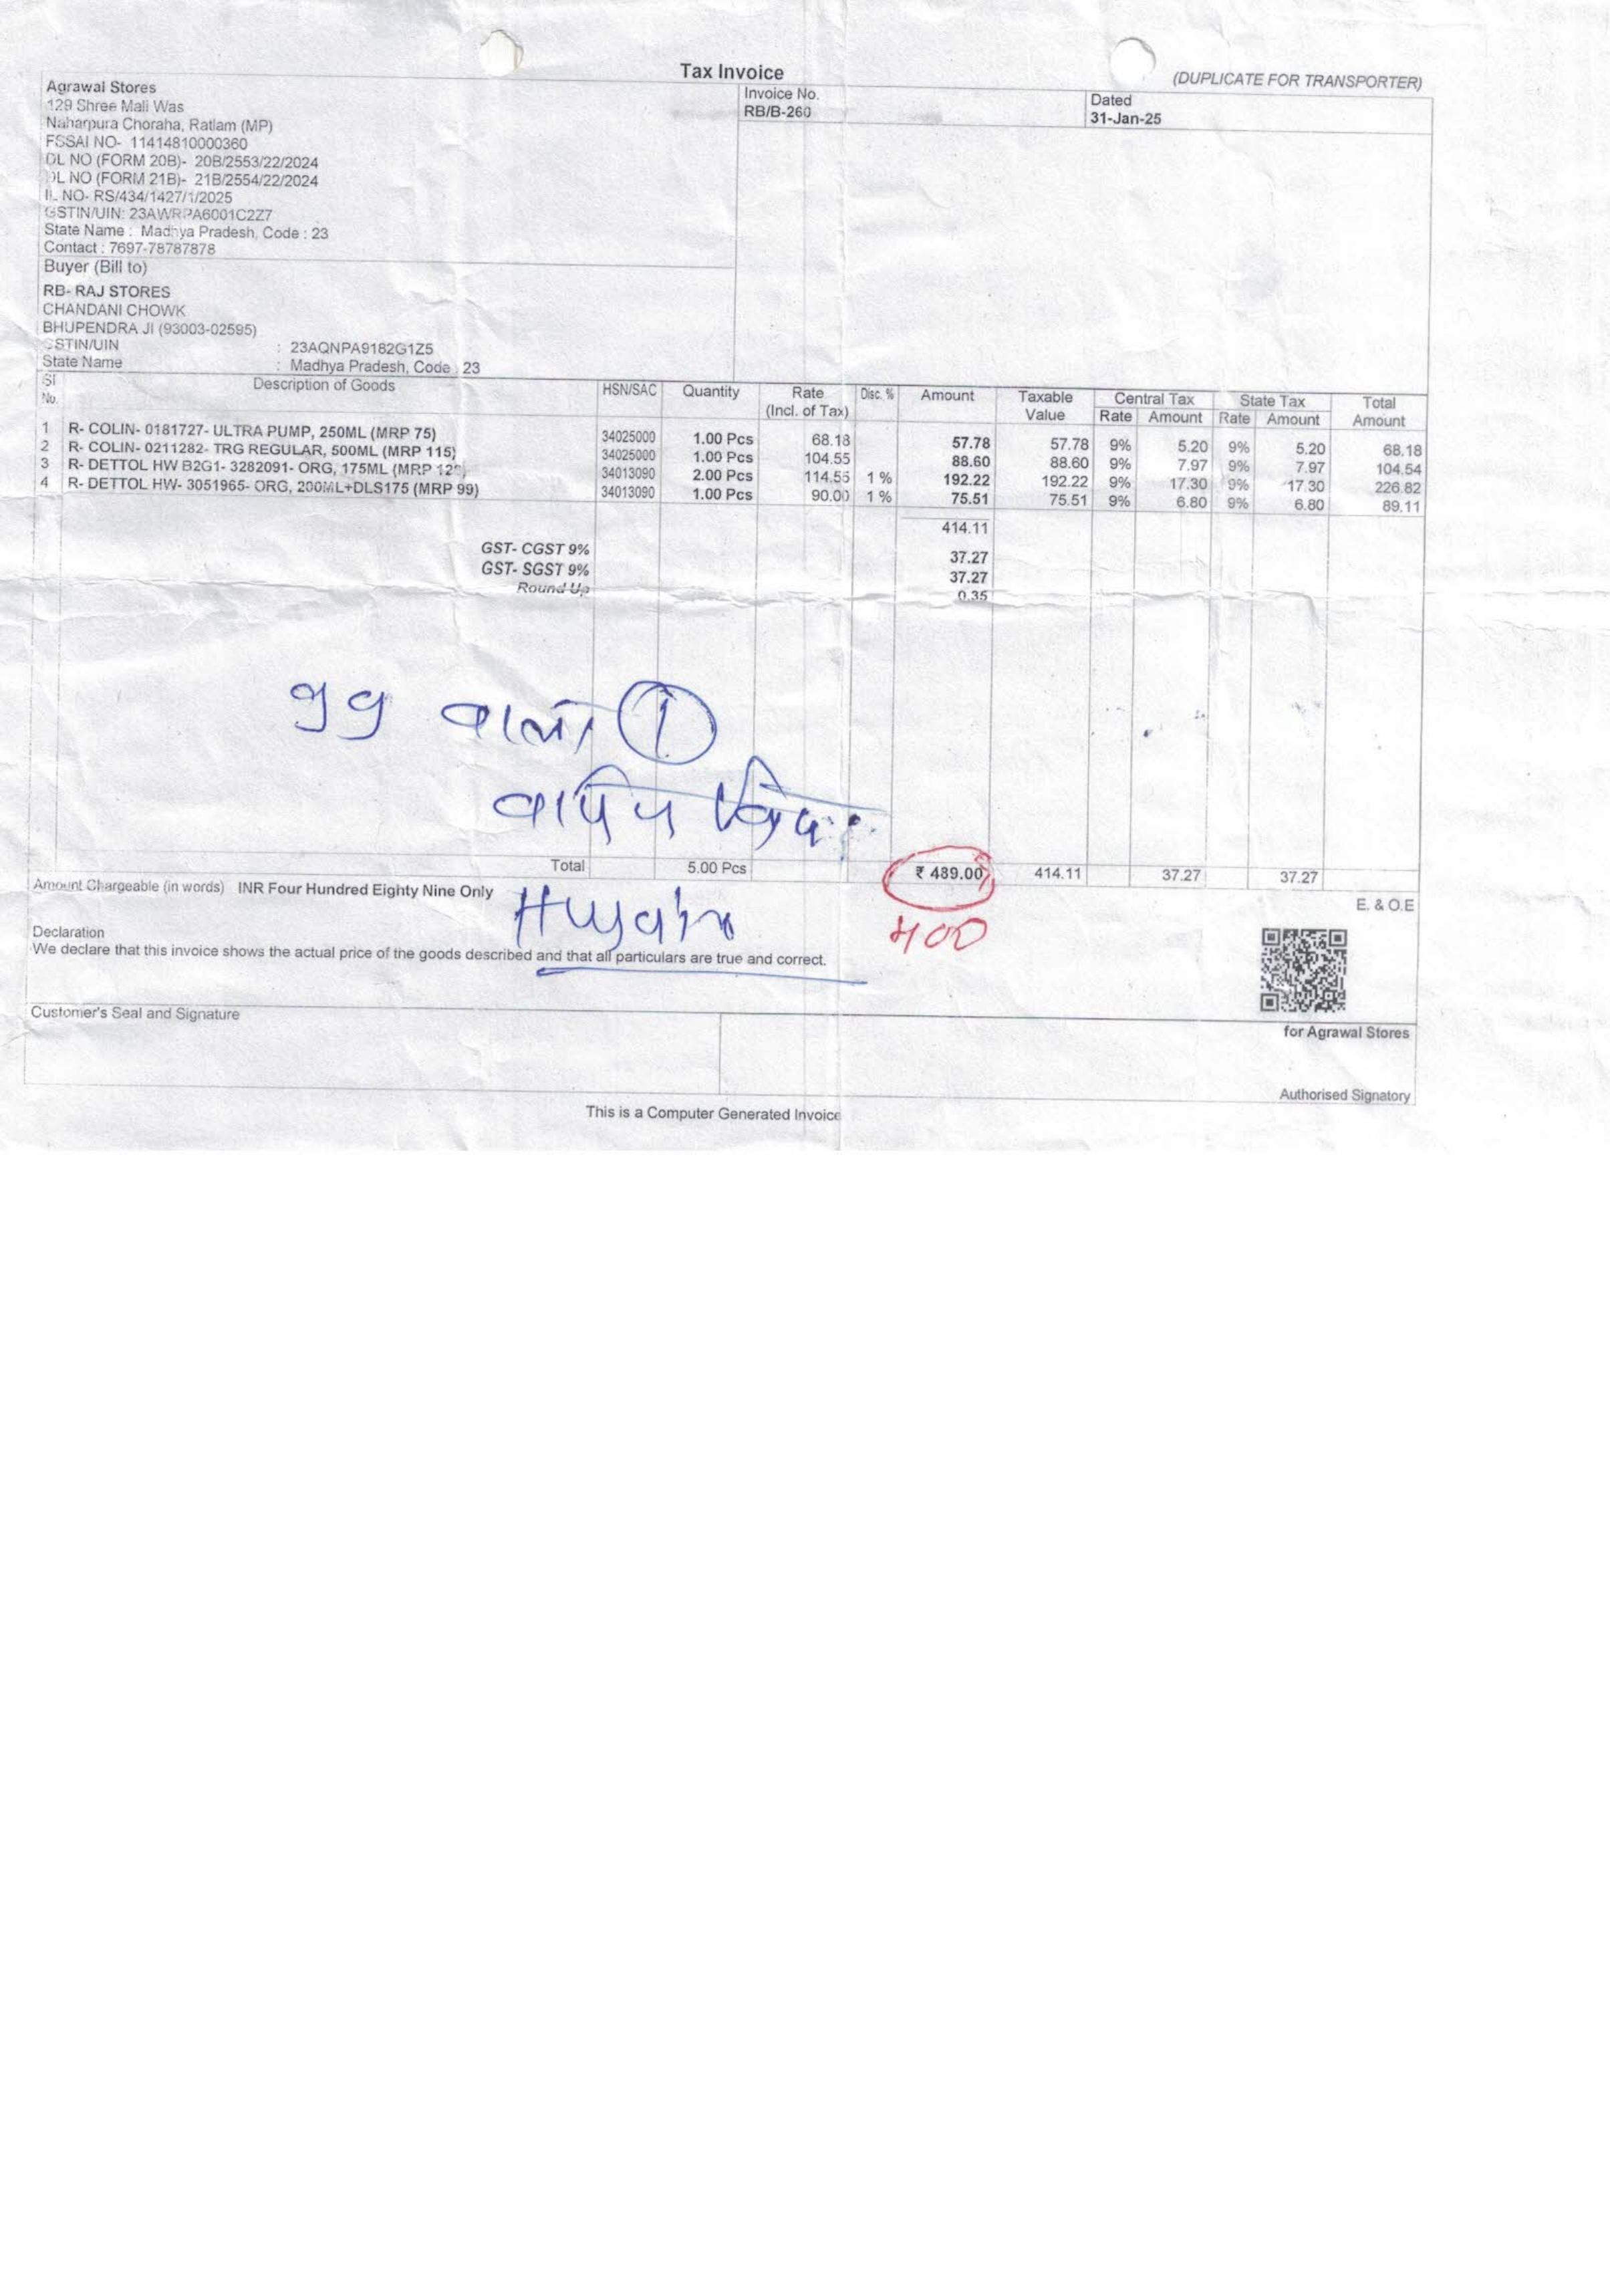 Tax Invoice
(DUPLICATE FOR TRANSPORTER)
Agrawal Stores
129 Shree Mali Was
Naharpura Choraha, Ratlam (MP)
FSSAI NO- 11414810000360
DL NO (FORM 20B)- 20B/2553/22/2024
DL NO (FORM 21B)- 21B/2554/22/2024
IL NO- RS/434/1427/1/2025
GSTIN/UIN: 23AWRPA6001C2Z7
State Name : Madhya Pradesh, Code : 23
Contact : 7697-78787878
Invoice No.
RB/B-260
Dated
31-Jan-25
Buyer (Bill to)
RB- RAJ STORES
CHANDANI CHOWK
BHUPENDRA JI (93003-02595)
GSTIN/UIN : 23AQNPA9182G1Z5
State Name : Madhya Pradesh, Code : 23
Sl No. Description of Goods HSN/SAC Quantity Rate (Incl. of Tax) Disc. % Amount Taxable Value Central Tax Rate Amount State Tax Rate Amount Total Amount
1 R- COLIN- 0181727- ULTRA PUMP, 250ML (MRP 75) 34025000 1.00 Pcs 68.18 57.78 57.78 9% 5.20 9% 5.20 68.18
2 R- COLIN- 0211282- TRG REGULAR, 500ML (MRP 115) 34025000 1.00 Pcs 104.55 88.60 88.60 9% 7.97 9% 7.97 104.54
3 R- DETTOL HW B2G1- 3282091- ORG, 175ML (MRP 34013090 2.00 Pcs 114.55 1 % 192.22 192.22 9% 17.30 9% 17.30 226.82
4 R- DETTOL HW- 3051965- ORG, 200ML+DLS175 (MRP 99) 34013090 1.00 Pcs 90.00 1 % 75.51 75.51 9% 6.80 9% 6.80 89.11
414.11
GST- CGST 9% 37.27
GST- SGST 9% 37.27
Round Up 0.35
99 वाला 1
वापिस
Total 5.00 Pcs ₹ 489.00 414.11 37.27 37.27
Amount Chargeable (in words) INR Four Hundred Eighty Nine Only
E. & O.E
400
Declaration
We declare that this invoice shows the actual price of the goods described and that all particulars are true and correct.
Customer's Seal and Signature
for Agrawal Stores
Authorised Signatory
This is a Computer Generated Invoice